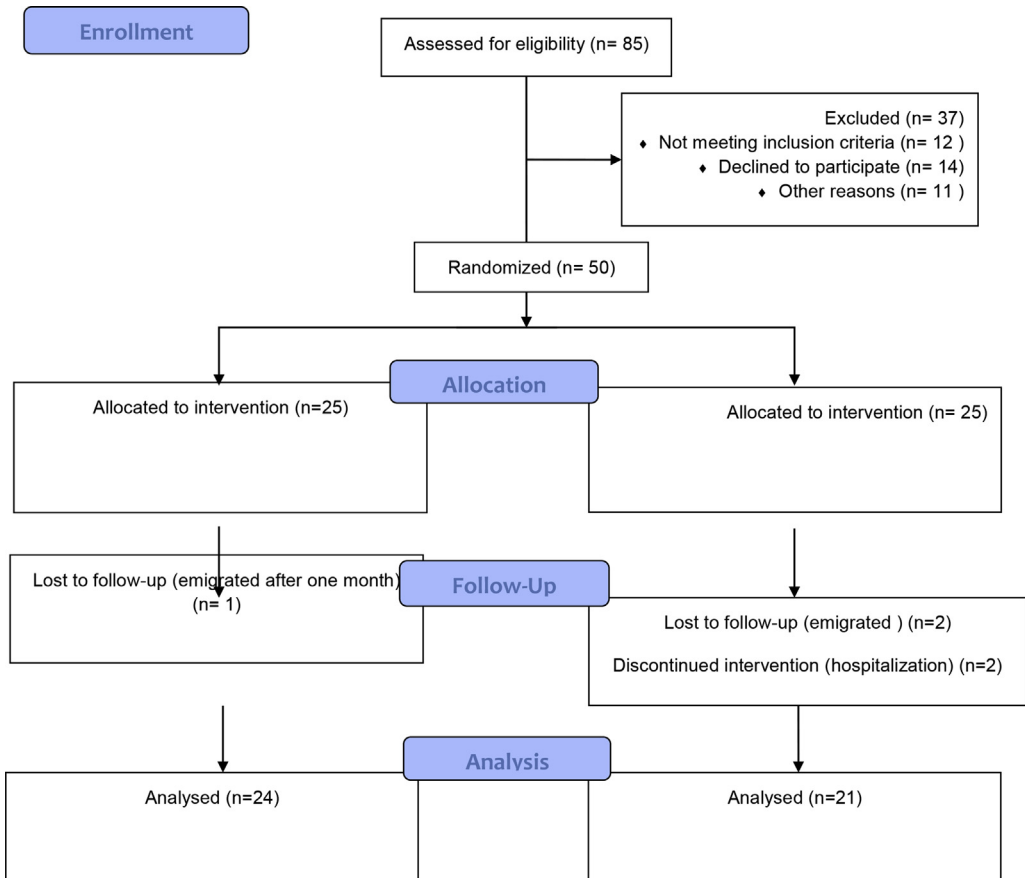 Enrollment
Assessed for eligibility (n= 85)
Excluded (n= 37)
♦ Not meeting inclusion criteria (n= 12 )
♦ Declined to participate (n= 14)
♦ Other reasons (n= 11 )
Randomized (n= 50)
Allocation
Allocated to intervention (n=25)
Allocated to intervention (n= 25)
Follow-Up
Lost to follow-up (emigrated after one month)
(n= 1)
Lost to follow-up (emigrated ) (n=2)
Discontinued intervention (hospitalization) (n=2)
Analysis
Analysed (n=24)
Analysed (n=21)